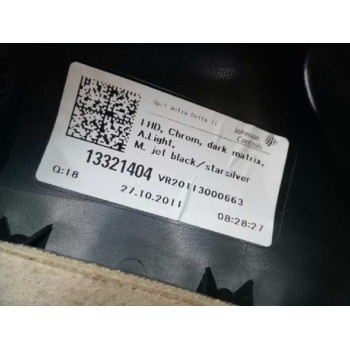 Opel Astra Delta II
Johnson
Controls
lHD, Chrom, dark matrix,
A.Light,
M. jet black/starsilver
13321404 VR20113000663
Q:18
27.10.2011
08:28:27